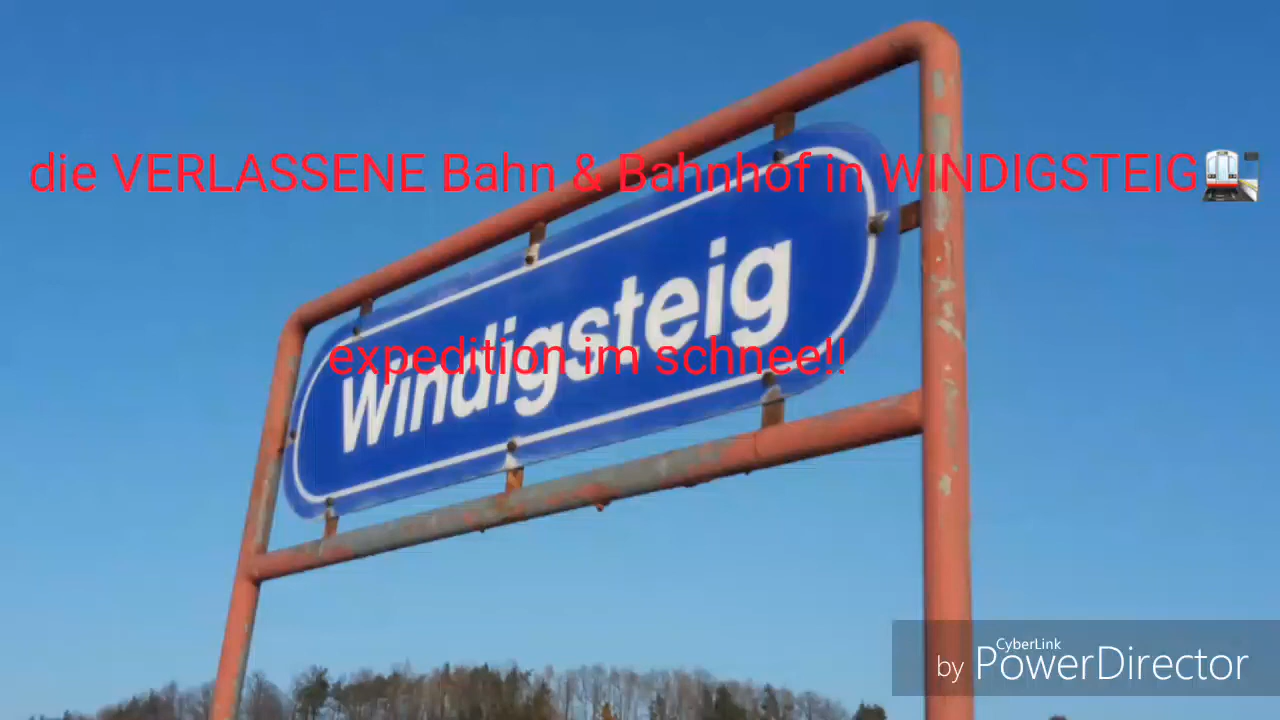 die VERLASSENE Bahn & Bahnhof in WINDIGSTEIG🚉
expedition im schnee!!
Windigsteig
by CyberLink PowerDirector